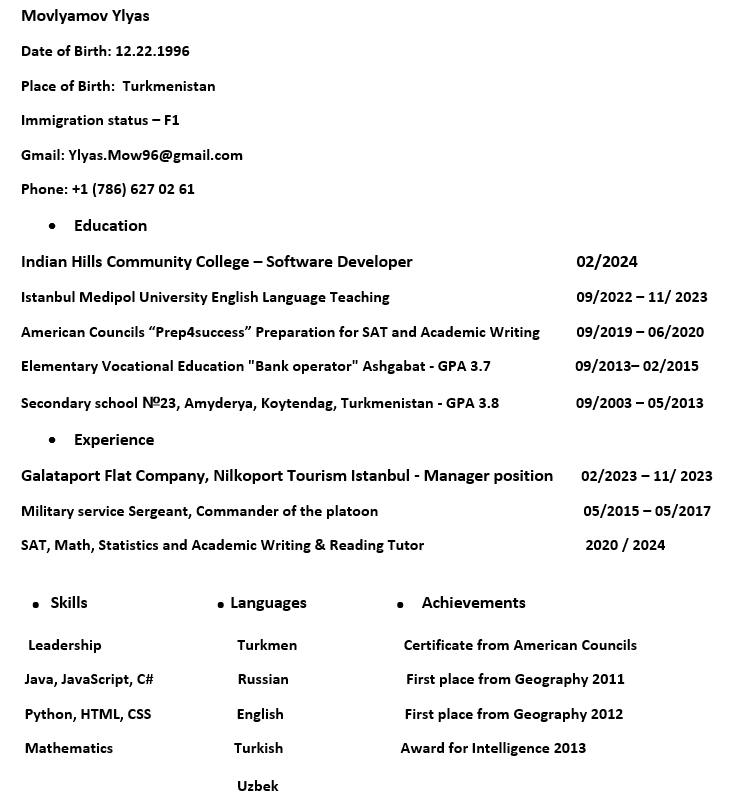 Movlyamov Ylyas
Date of Birth: 12.22.1996
Place of Birth:  Turkmenistan
Immigration status – F1
Gmail: Ylyas.Mow96@gmail.com
Phone: +1 (786) 627 02 61
• Education
Indian Hills Community College – Software Developer 02/2024
Istanbul Medipol University English Language Teaching 09/2022 – 11/ 2023
American Councils “Prep4success” Preparation for SAT and Academic Writing 09/2019 – 06/2020
Elementary Vocational Education "Bank operator" Ashgabat - GPA 3.7 09/2013– 02/2015
Secondary school №23, Amyderya, Koytendag, Turkmenistan - GPA 3.8 09/2003 – 05/2013
• Experience
Galataport Flat Company, Nilkoport Tourism Istanbul - Manager position 02/2023 – 11/ 2023
Military service Sergeant, Commander of the platoon 05/2015 – 05/2017
SAT, Math, Statistics and Academic Writing & Reading Tutor 2020 / 2024
• Skills • Languages • Achievements
Leadership Turkmen Certificate from American Councils
Java, JavaScript, C# Russian First place from Geography 2011
Python, HTML, CSS English First place from Geography 2012
Mathematics Turkish Award for Intelligence 2013
Uzbek